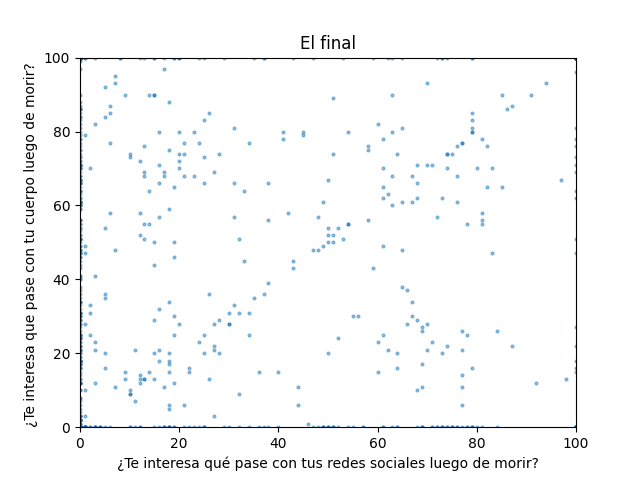 El final
¿Te interesa que pase con tu cuerpo luego de morir?
100
80
60
40
20
0
0 20 40 60 80 100
¿Te interesa qué pase con tus redes sociales luego de morir?